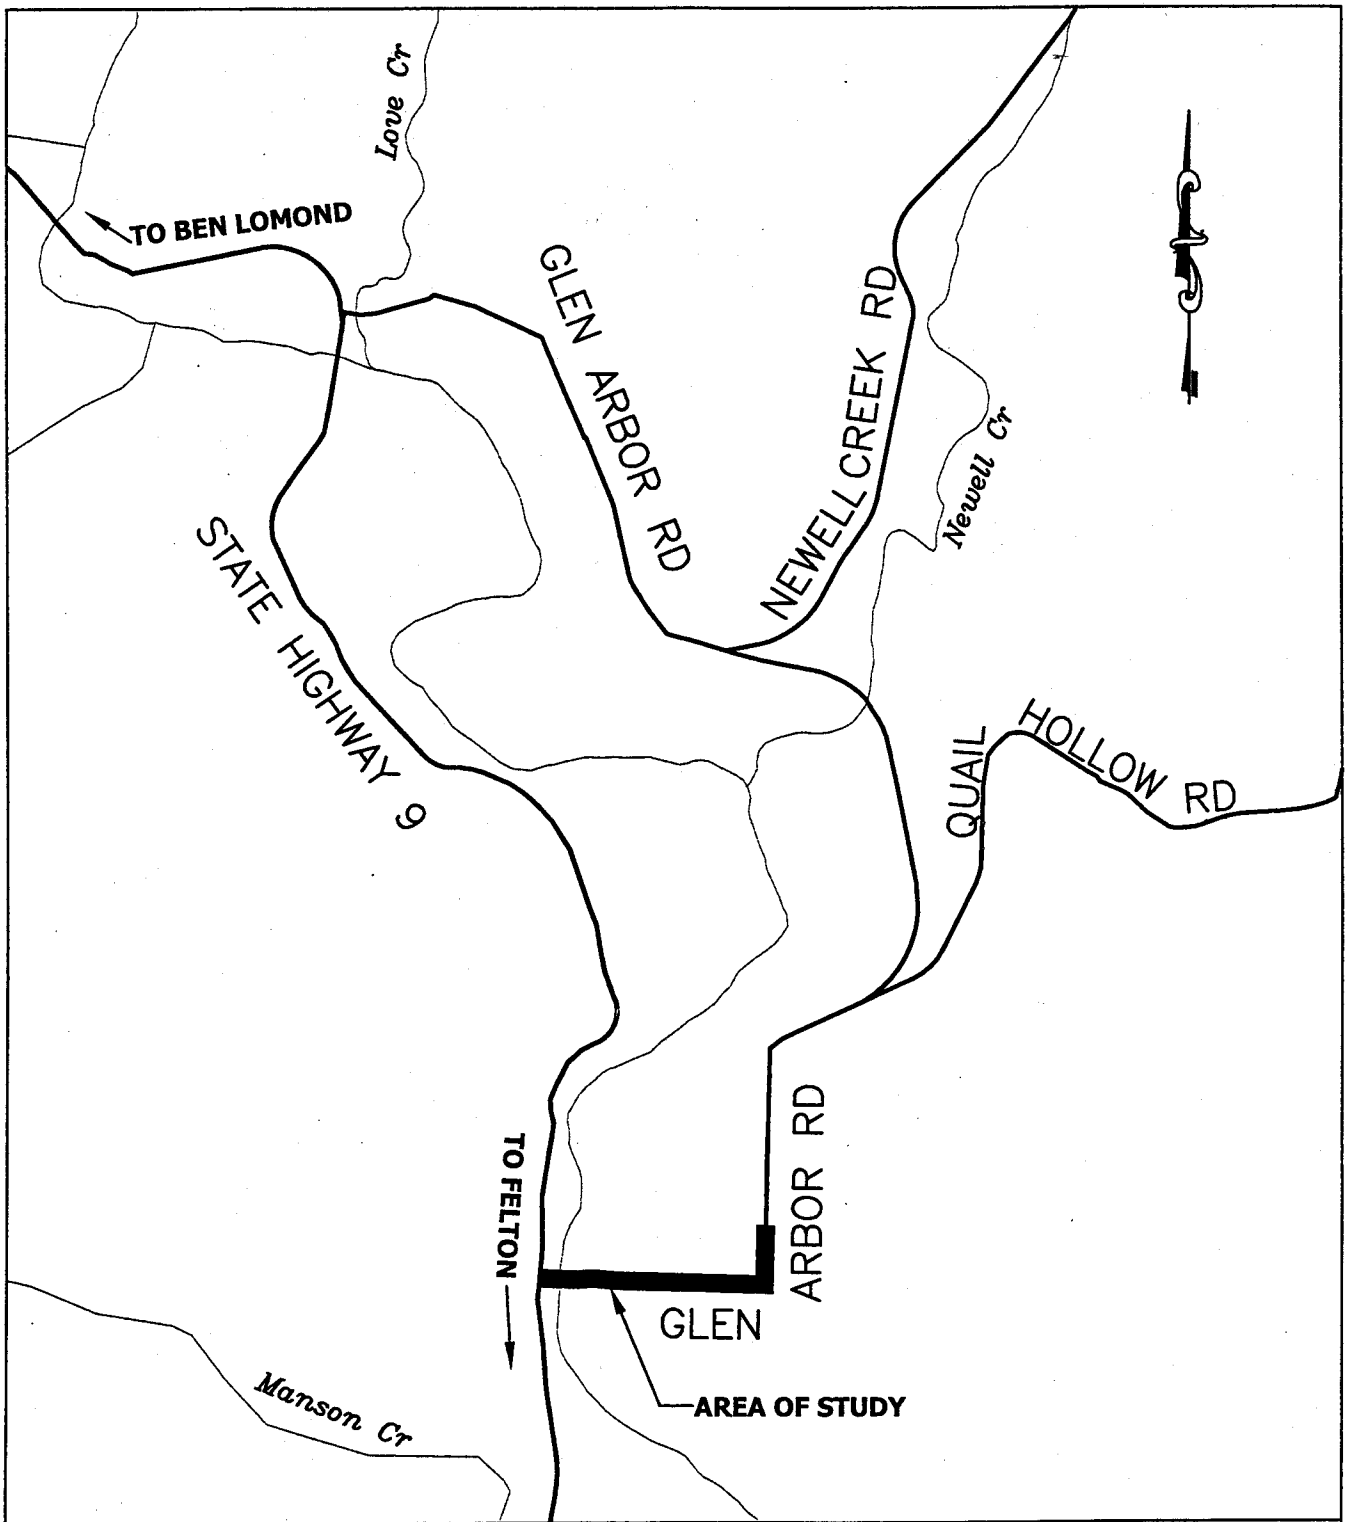 Love Cr
TO BEN LOMOND
GLEN ARBOR RD
NEWELL CREEK RD
Newell Cr
STATE HIGHWAY 9
QUAIL HOLLOW RD
TO FELTON
GLEN ARBOR RD
AREA OF STUDY
Manson Cr